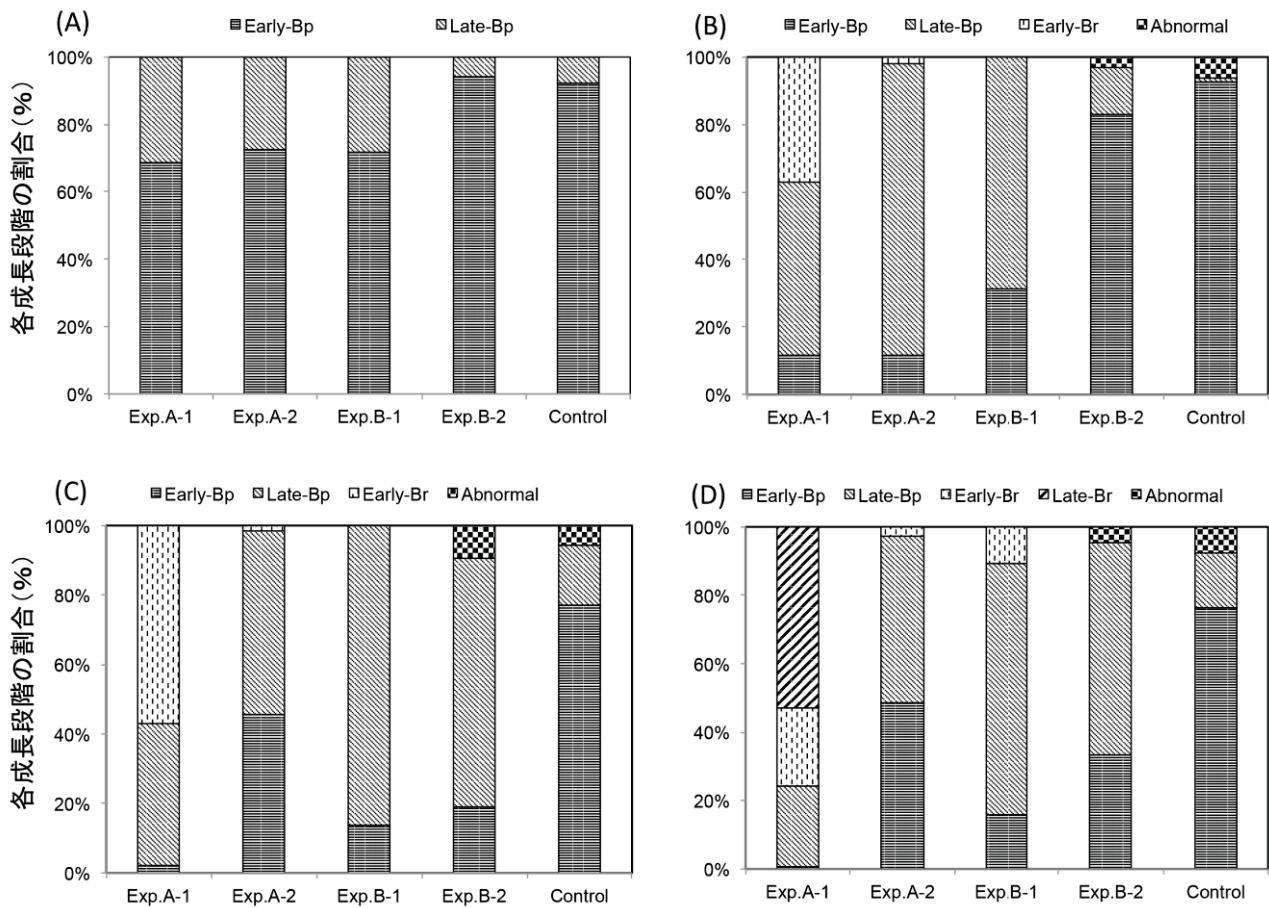 (A)
Early-Bp Late-Bp
各成長段階の割合(%)
100%
80%
60%
40%
20%
0%
Exp.A-1 Exp.A-2 Exp.B-1 Exp.B-2 Control
(B)
Early-Bp Late-Bp Early-Br Abnormal
100%
80%
60%
40%
20%
0%
Exp.A-1 Exp.A-2 Exp.B-1 Exp.B-2 Control
(C)
Early-Bp Late-Bp Early-Br Abnormal
各成長段階の割合(%)
100%
80%
60%
40%
20%
0%
Exp.A-1 Exp.A-2 Exp.B-1 Exp.B-2 Control
(D)
Early-Bp Late-Bp Early-Br Late-Br Abnormal
100%
80%
60%
40%
20%
0%
Exp.A-1 Exp.A-2 Exp.B-1 Exp.B-2 Control